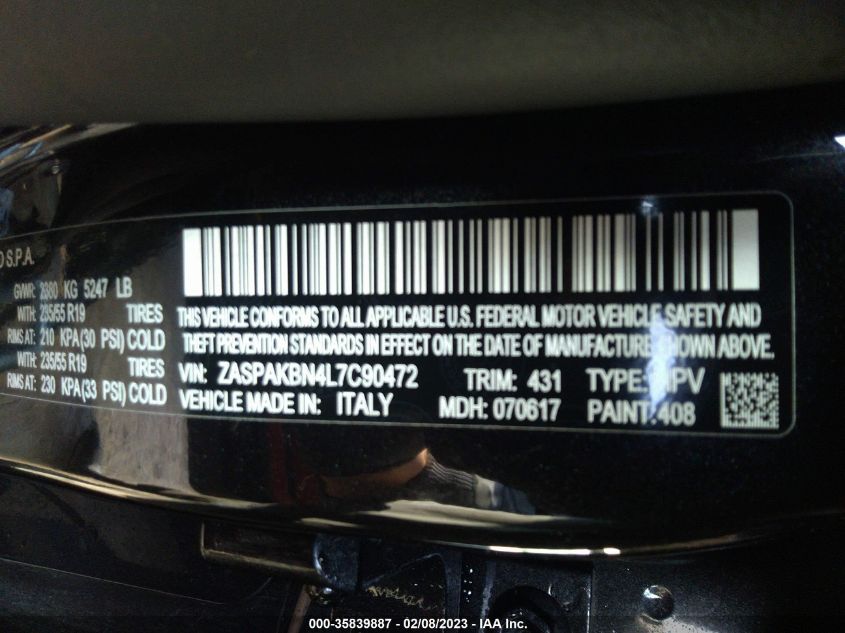 O S.P.A.
GVWR: 2380 KG 5247 LB
WITH: 235/55 R19 TIRES
RIMS AT: 210 KPA(30 PSI) COLD
WITH: 235/55 R19 TIRES
RIMS AT: 230 KPA(33 PSI) COLD
THIS VEHICLE CONFORMS TO ALL APPLICABLE U.S. FEDERAL MOTOR VEHICLE SAFETY AND
THEFT PREVENTION STANDARDS IN EFFECT ON THE DATE OF MANUFACTURE SHOWN ABOVE.
VIN: ZASPAKBN4L7C90472 TRIM: 431 TYPE: MPV
VEHICLE MADE IN: ITALY MDH: 070617 PAINT: 408
000-35839887 - 02/08/2023 - IAA Inc.